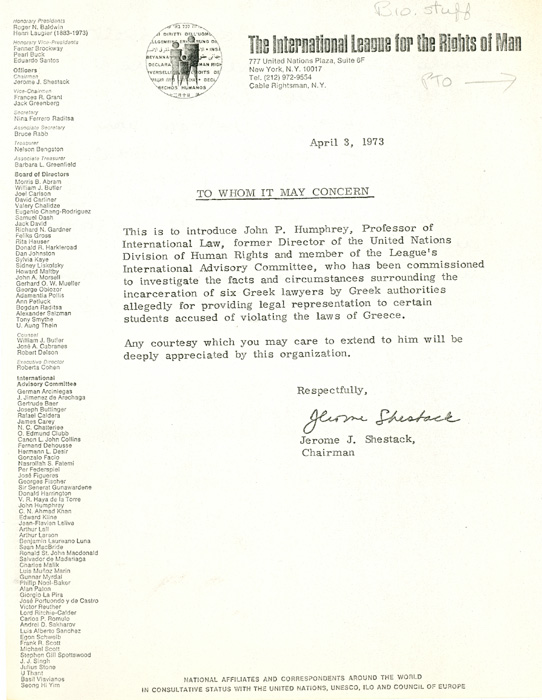 Bio. stuff
PTO
The International League for the Rights of Man
777 United Nations Plaza, Suite 6F
New York, N.Y. 10017
Tel. (212) 972-9554
Cable Rightsman, N.Y.
Honorary Presidents
Roger N. Baldwin
Henri Laugier (1883-1973)
Honorary Vice-Presidents
Fenner Brockway
Pearl Buck
Eduardo Santos
Officers
Chairman
Jerome J. Shestack
Vice-Chairman
Frances R. Grant
Jack Greenberg
Secretary
Nina Ferrero Raditsa
Associate Secretary
Bruce Rabb
Treasurer
Nelson Bengston
Associate Treasurer
Barbara L. Greenfield
Board of Directors
Morris B. Abram
William J. Butler
Joel Carlson
David Carliner
Valery Chalidze
Eugenio Chang-Rodriguez
Samuel Dash
Jack David
Richard N. Gardner
Feliks Gross
Rita Hauser
Donald R. Harkleroad
Dan Johnston
Sylvia Kaye
Sidney Liskofsky
Howard Maltby
John A. Morsell
Gerhard O. W. Mueller
George Oscroft
Adamantia Pollis
Ann Petluck
Bogdan Raditsa
Alexander Salzman
Tony Smythe
U. Aung Thein
Counsel
William J. Butler
José A. Cabranes
Robert Delson
Executive Director
Roberta Cohen
International
Advisory Committee
German Arciniegas
J. Jimenez de Arechaga
Gertrude Baer
Joseph Buttinger
Rafael Caldera
James Carey
N. C. Chatterjee
O. Edmund Clubb
Canon L. John Collins
Fernand Dehousse
Hermann L. Desir
Gonzalo Facio
Nasrollah S. Fatemi
Per Federspiel
José Figueres
Georges Fischer
Sir Senerat Gunawardene
Donald Harrington
V. R. Haya de la Torre
John Humphrey
C. N. Ahmad Khan
Edward Kline
Jean-Flavien Lalive
Arthur Lall
Arthur Larson
Benjamin Laureano Luna
Sean MacBride
Ronald St. John Macdonald
Salvador de Madariaga
Charles Malik
Luis Muñoz Marin
Gunnar Myrdal
Philip Noel-Baker
Alan Paton
Giorgio La Pira
José Portuondo y de Castro
Victor Reuther
Lord Ritchie-Calder
Carlos P. Romulo
Andrei D. Sakharov
Luis Alberto Sanchez
Egon Schwelb
Frank R. Scott
Michael Scott
Stephen Gill Spottswood
J. J. Singh
Julius Stone
U Thant
Basil Vlavianos
Seong Hi Yim
April 3, 1973
TO WHOM IT MAY CONCERN
This is to introduce John P. Humphrey, Professor of
International Law, former Director of the United Nations
Division of Human Rights and member of the League's
International Advisory Committee, who has been commissioned
to investigate the facts and circumstances surrounding the
incarceration of six Greek lawyers by Greek authorities
allegedly for providing legal representation to certain
students accused of violating the laws of Greece.
Any courtesy which you may care to extend to him will be
deeply appreciated by this organization.
Respectfully,
Jerome Shestack
Jerome J. Shestack,
Chairman
NATIONAL AFFILIATES AND CORRESPONDENTS AROUND THE WORLD
IN CONSULTATIVE STATUS WITH THE UNITED NATIONS, UNESCO, ILO AND COUNCIL OF EUROPE